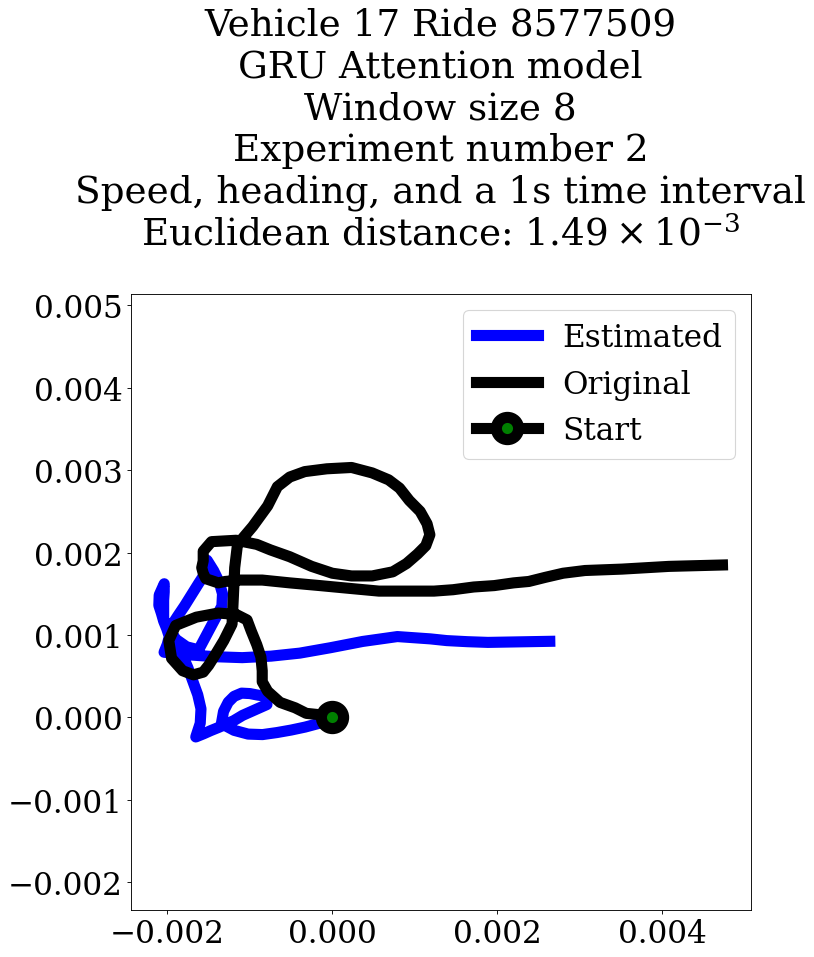 Vehicle 17 Ride 8577509
GRU Attention model
Window size 8
Experiment number 2
Speed, heading, and a 1s time interval
Euclidean distance: 1.49 × 10⁻³
0.005
Estimated
0.004
Original
Start
0.003
0.002
0.001
0.000
−0.001
−0.002
−0.002 0.000 0.002 0.004